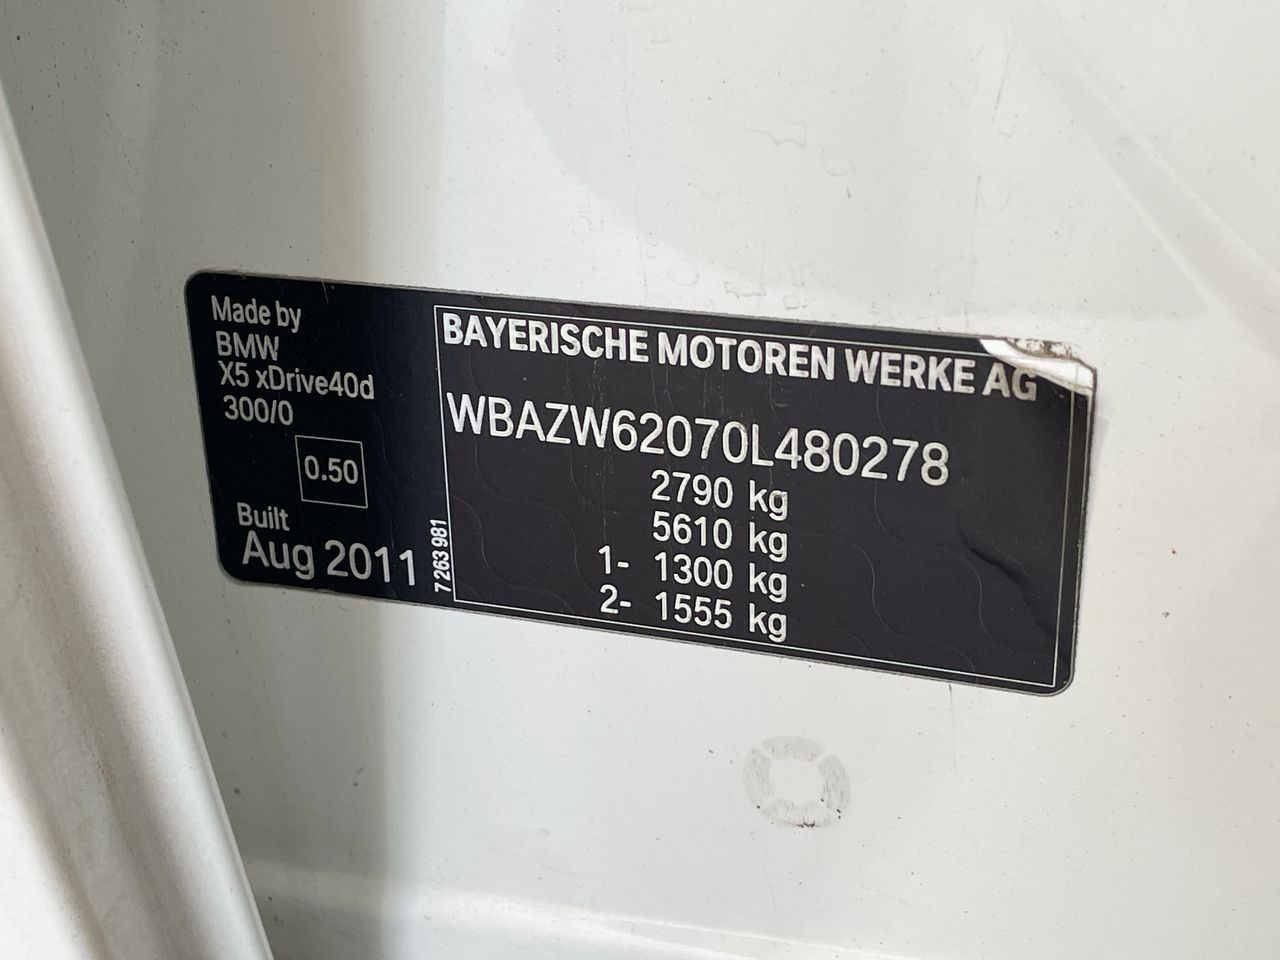 Made by
BMW
X5 xDrive40d
300/0
0.50
Built
Aug 2011
7 263 981
BAYERISCHE MOTOREN WERKE AG
WBAZW62070L480278
2790 kg
5610 kg
1- 1300 kg
2- 1555 kg